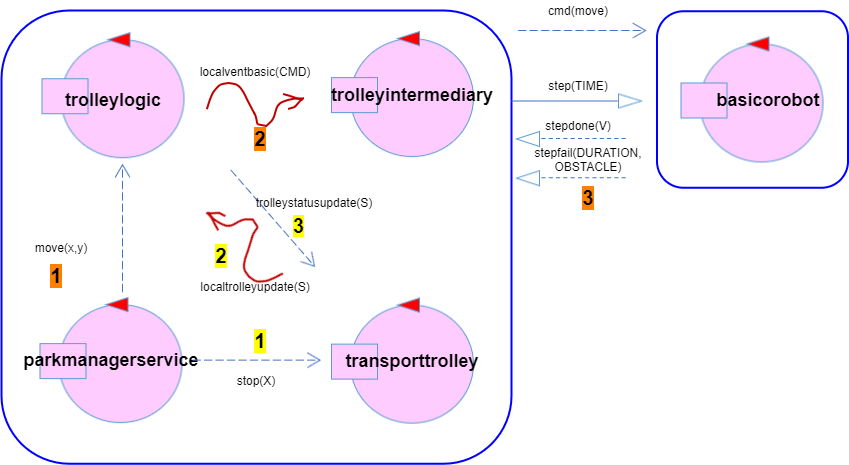 cmd(move)
localventbasic(CMD)
trolleylogic
trolleyintermediary
step(TIME)
basicorobot
2
stepdone(V)
stepfail(DURATION,
OBSTACLE)
3
trolleystatusupdate(S)
3
move(x,y)
2
1
localtrolleyupdate(S)
1
parkmanagerservice
transporttrolley
stop(X)